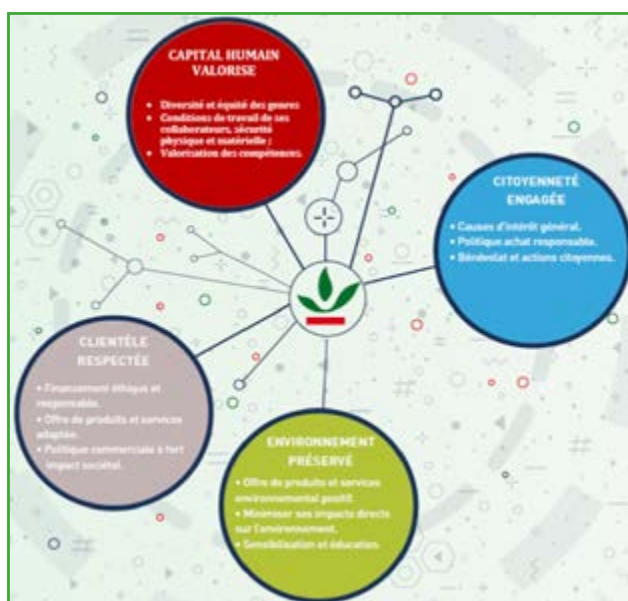 CAPITAL HUMAIN
VALORISE
• Diversité et équité des genres
• Conditions de travail de ses
collaborateurs, sécurité
physique et matérielle ;
• Valorisation des compétences.
CITOYENNETÉ
ENGAGÉE
• Causes d'intérêt général.
• Politique achat responsable.
• Bénévolat et actions citoyennes.
CLIENTÈLE
RESPECTÉE
• Financement éthique et
responsable.
• Offre de produits et services
adaptée.
• Politique commerciale à fort
impact sociétal.
ENVIRONNEMENT
PRÉSERVÉ
• Offre de produits et services
environnemental positif.
• Minimiser ses impacts directs
sur l'environnement.
• Sensibilisation et éducation.